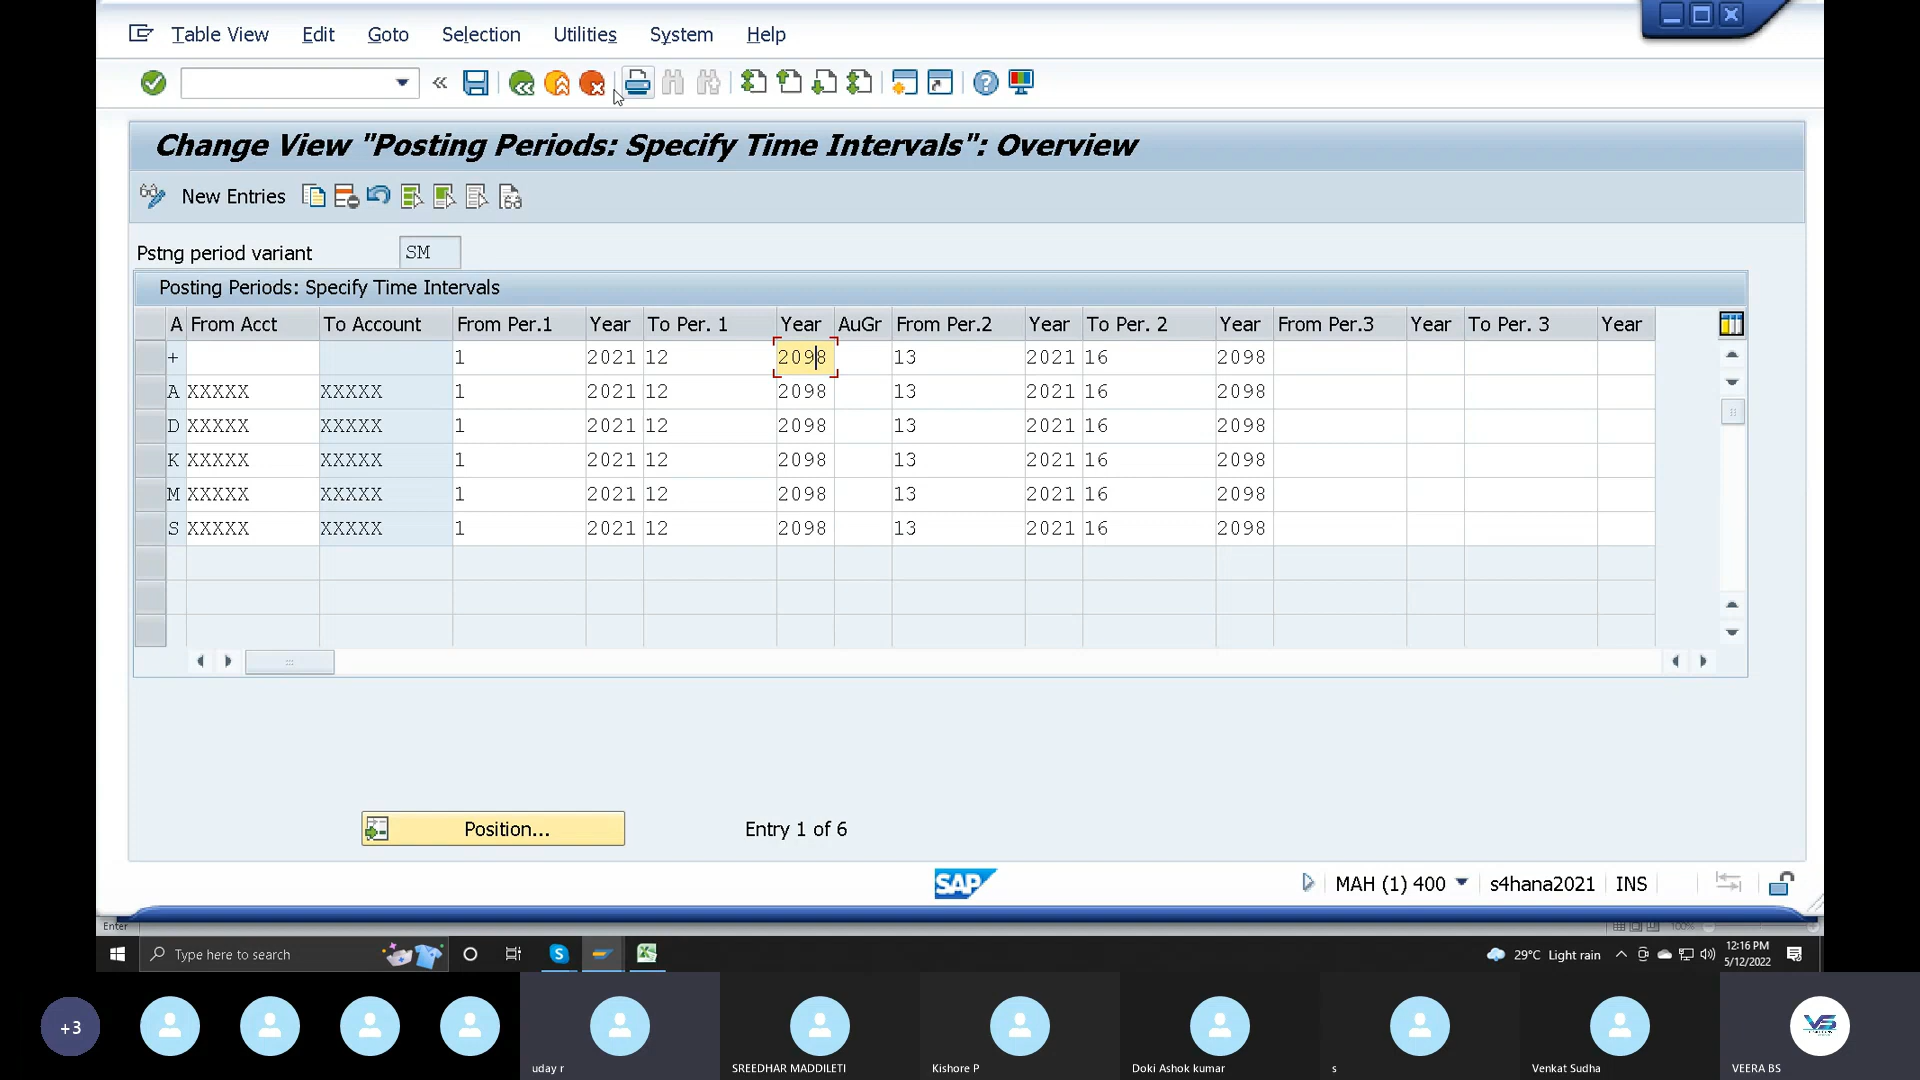 Table View Edit Goto Selection Utilities System Help
Change View "Posting Periods: Specify Time Intervals": Overview
New Entries
Pstng period variant SM
Posting Periods: Specify Time Intervals
A From Acct To Account From Per.1 Year To Per. 1 Year AuGr From Per.2 Year To Per. 2 Year From Per.3 Year To Per. 3 Year
+ 1 2021 12 2098 13 2021 16 2098
A XXXXX XXXXX 1 2021 12 2098 13 2021 16 2098
D XXXXX XXXXX 1 2021 12 2098 13 2021 16 2098
K XXXXX XXXXX 1 2021 12 2098 13 2021 16 2098
M XXXXX XXXXX 1 2021 12 2098 13 2021 16 2098
S XXXXX XXXXX 1 2021 12 2098 13 2021 16 2098
Position... Entry 1 of 6
SAP MAH (1) 400 s4hana2021 INS
Enter 100%
Type here to search 29°C Light rain 12:16 PM
5/12/2022
+3 VS
uday r SREEDHAR MADDILETI Kishore P Doki Ashok kumar s Venkat Sudha VEERA BS